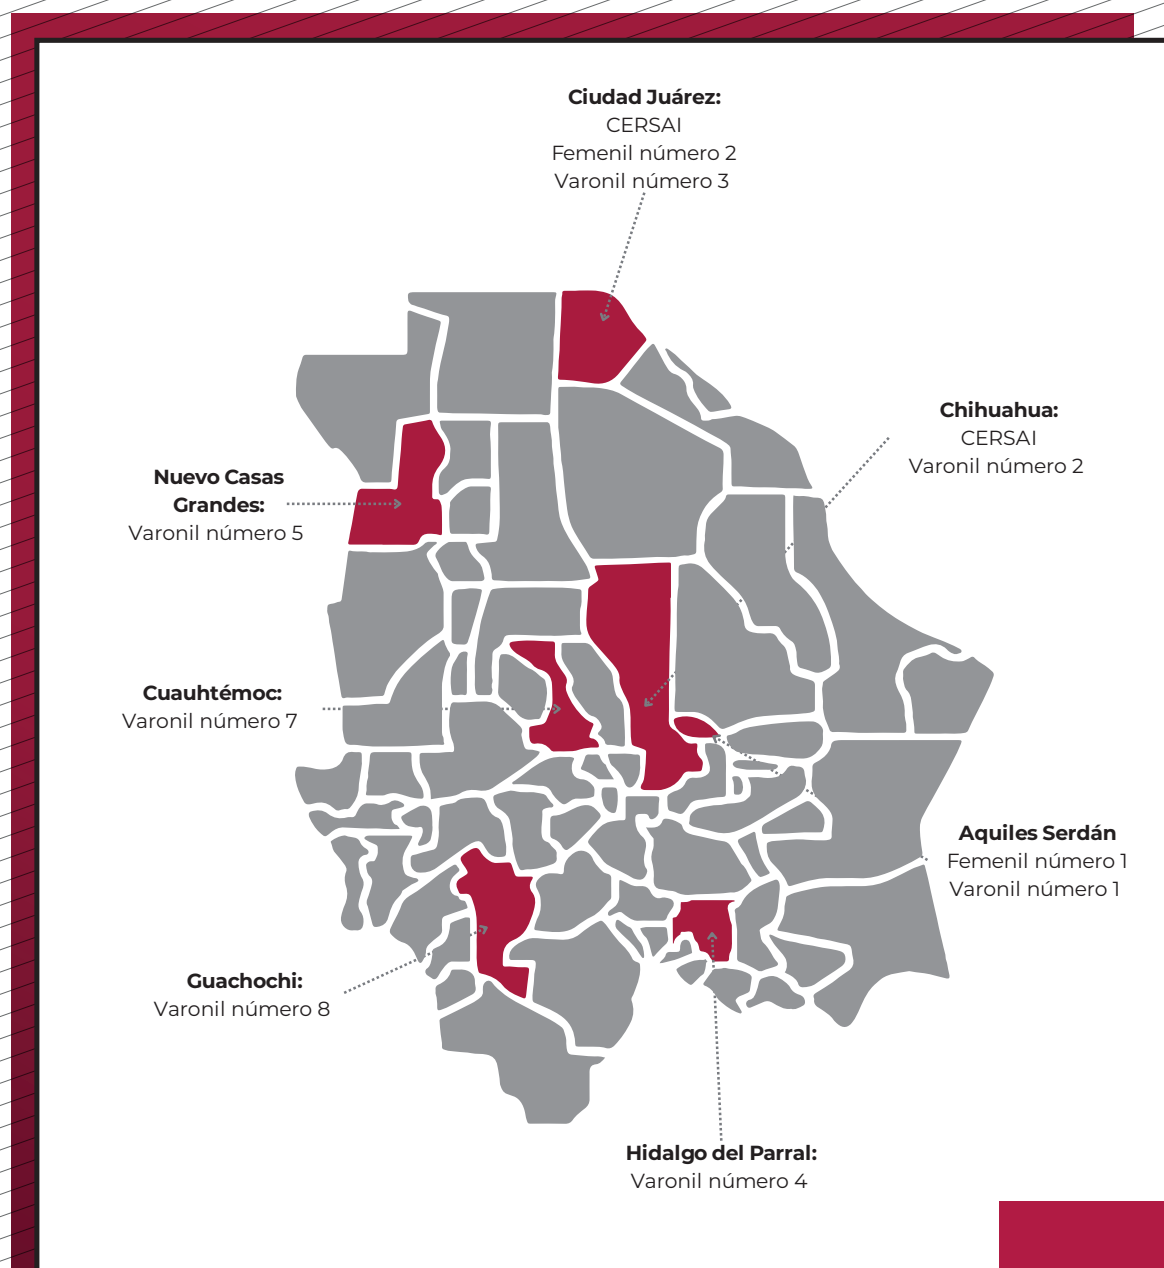 Ciudad Juárez:
CERSAI
Femenil número 2
Varonil número 3
Chihuahua:
CERSAI
Varonil número 2
Nuevo Casas
Grandes:
Varonil número 5
Cuauhtémoc:
Varonil número 7
Aquiles Serdán
Femenil número 1
Varonil número 1
Guachochi:
Varonil número 8
Hidalgo del Parral:
Varonil número 4